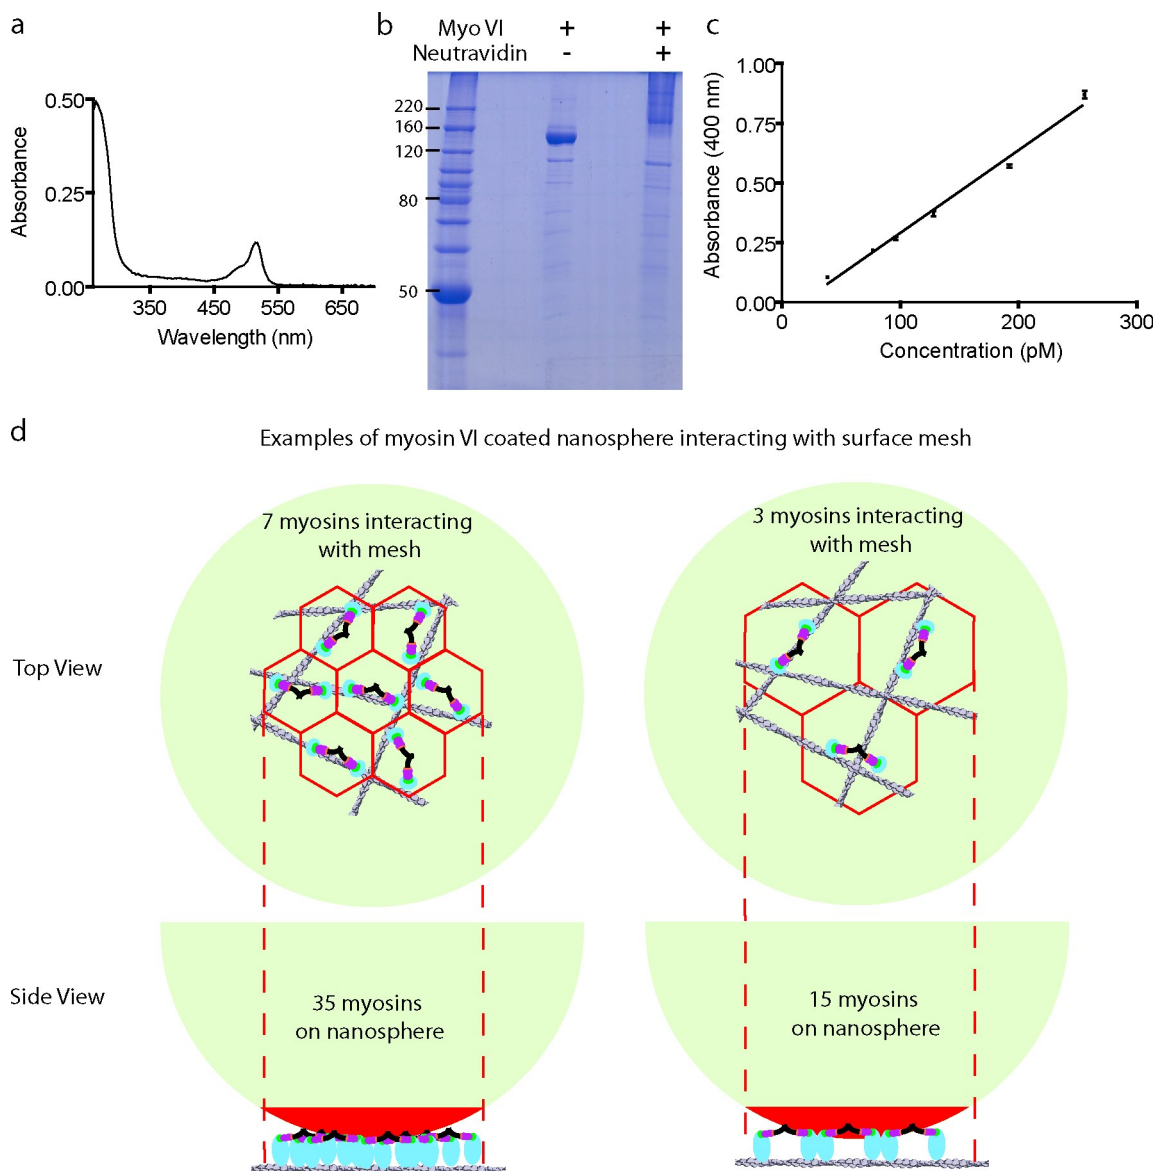 a
0.50
0.25
0.00
Absorbance
350
450
550
650
Wavelength (nm)
b
Myo VI + +
Neutravidin - +
220
160
120
80
50
c
1.00
0.75
0.50
0.25
0.00
Absorbance (400 nm)
0
100
200
300
Concentration (pM)
d
Examples of myosin VI coated nanosphere interacting with surface mesh
Top View
7 myosins interacting
with mesh
3 myosins interacting
with mesh
Side View
35 myosins
on nanosphere
15 myosins
on nanosphere